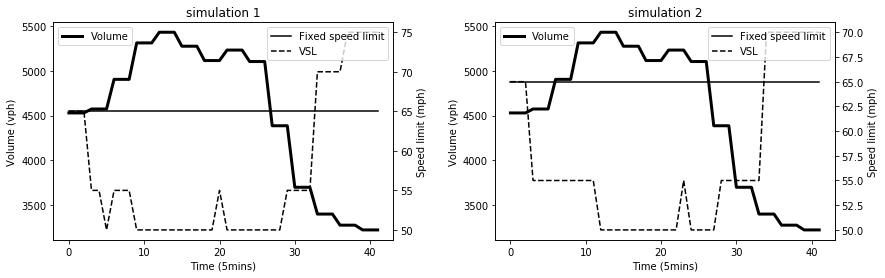 simulation 1
5500
5000
4500
4000
3500
Volume (vph)
Volume
Fixed speed limit
VSL
75
70
65
60
55
50
Speed limit (mph)
0
10
20
30
40
Time (5mins)
simulation 2
5500
5000
4500
4000
3500
Volume (vph)
Volume
Fixed speed limit
VSL
70.0
67.5
65.0
62.5
60.0
57.5
55.0
52.5
50.0
Speed limit (mph)
0
10
20
30
40
Time (5mins)